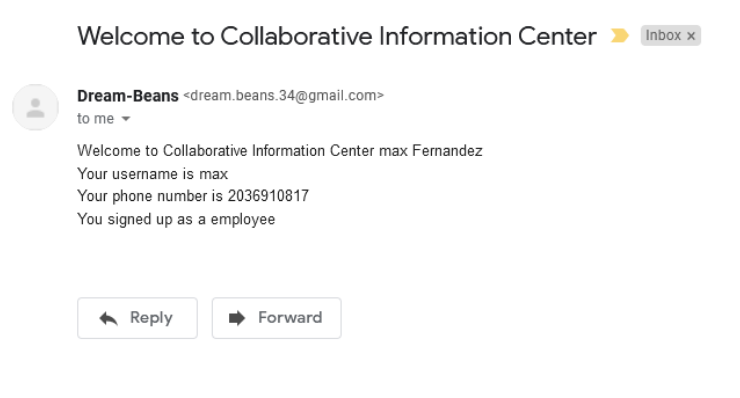 Welcome to Collaborative Information Center Inbox x
Dream-Beans <dream.beans.34@gmail.com>
to me
Welcome to Collaborative Information Center max Fernandez
Your username is max
Your phone number is 2036910817
You signed up as a employee
Reply Forward